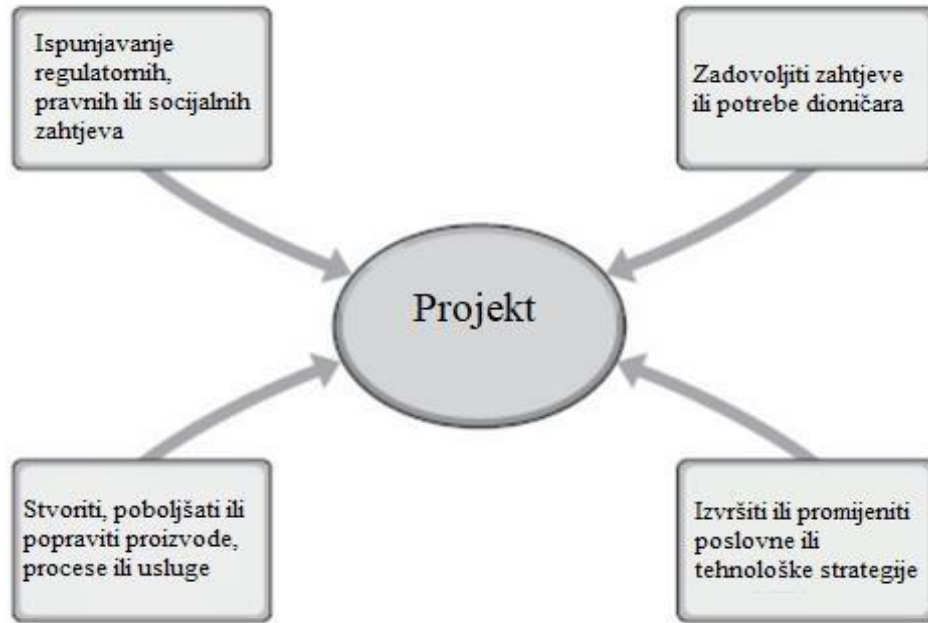 Ispunjavanje
regulatornih,
pravnih ili socijalnih
zahtjeva
Zadovoljiti zahtjeve
ili potrebe dioničara
Projekt
Stvoriti, poboljšati ili
popraviti proizvode,
procese ili usluge
Izvršiti ili promijeniti
poslovne ili
tehnološke strategije